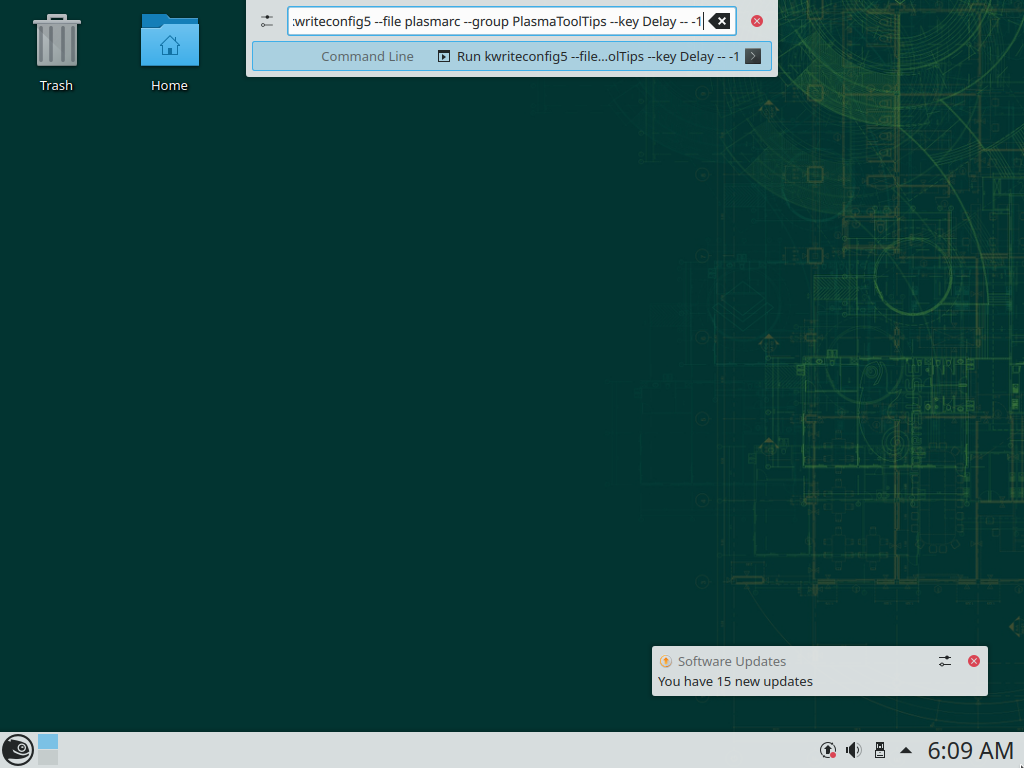 :writeconfig5 --file plasmarc --group PlasmaToolTips --key Delay -- -1
Command Line Run kwriteconfig5 --file...olTips --key Delay -- -1
Trash
Home
Software Updates
You have 15 new updates
6:09 AM